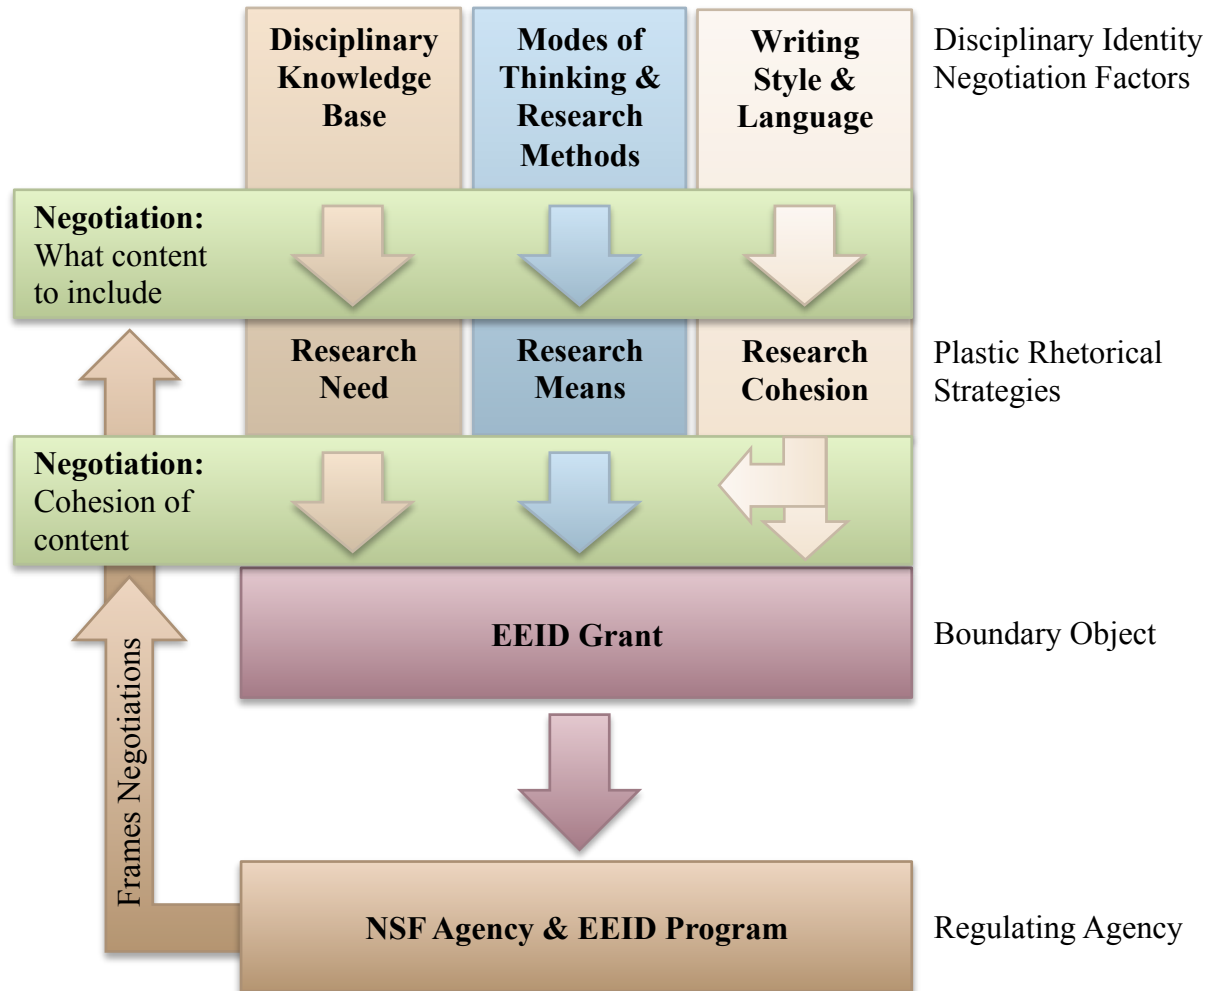 Disciplinary
Knowledge
Base
Modes of
Thinking &
Research
Methods
Writing
Style &
Language
Disciplinary Identity
Negotiation Factors
Negotiation:
What content
to include
Research
Need
Research
Means
Research
Cohesion
Plastic Rhetorical
Strategies
Negotiation:
Cohesion of
content
EEID Grant
Boundary Object
Frames Negotiations
NSF Agency & EEID Program
Regulating Agency